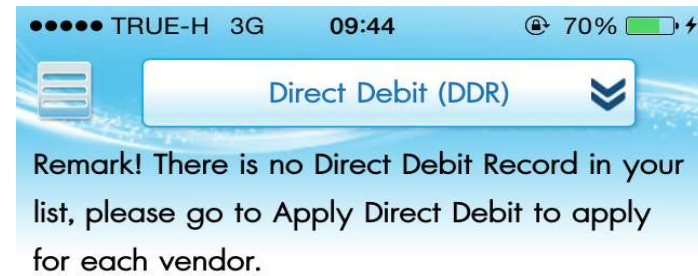 TRUE-H 3G 09:44 70%
Direct Debit (DDR)
Remark! There is no Direct Debit Record in your
list, please go to Apply Direct Debit to apply
for each vendor.